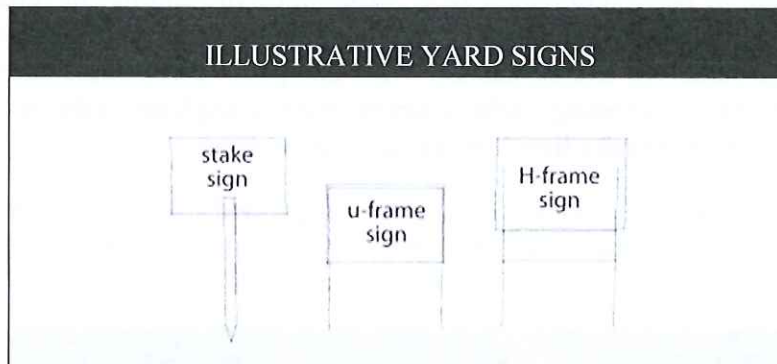 ILLUSTRATIVE YARD SIGNS
stake
sign
u-frame
sign
H-frame
sign